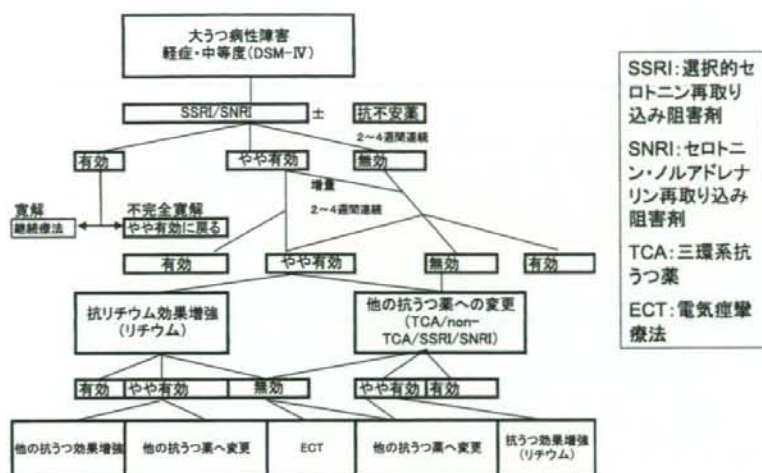 大うつ病性障害
軽症・中等度(DSM-Ⅳ)
SSRI/SNRI
±
抗不安薬
2～4週間連続
有効
やや有効
無効
増量
2～4週間連続
寛解
継続療法
不完全寛解
やや有効に戻る
有効
やや有効
無効
有効
抗リチウム効果増強
(リチウム)
他の抗うつ薬への変更
(TCA/non-
TCA/SSRI/SNRI)
有効
やや有効
無効
やや有効
有効
他の抗うつ効果増強
他の抗うつ薬へ変更
ECT
他の抗うつ薬へ変更
抗うつ効果増強
(リチウム)
SSRI:選択的セ
ロトニン再取り
込み阻害剤
SNRI:セロトニ
ン・ノルアドレナ
リン再取り込み
阻害剤
TCA:三環系抗
うつ薬
ECT:電気痙攣
療法